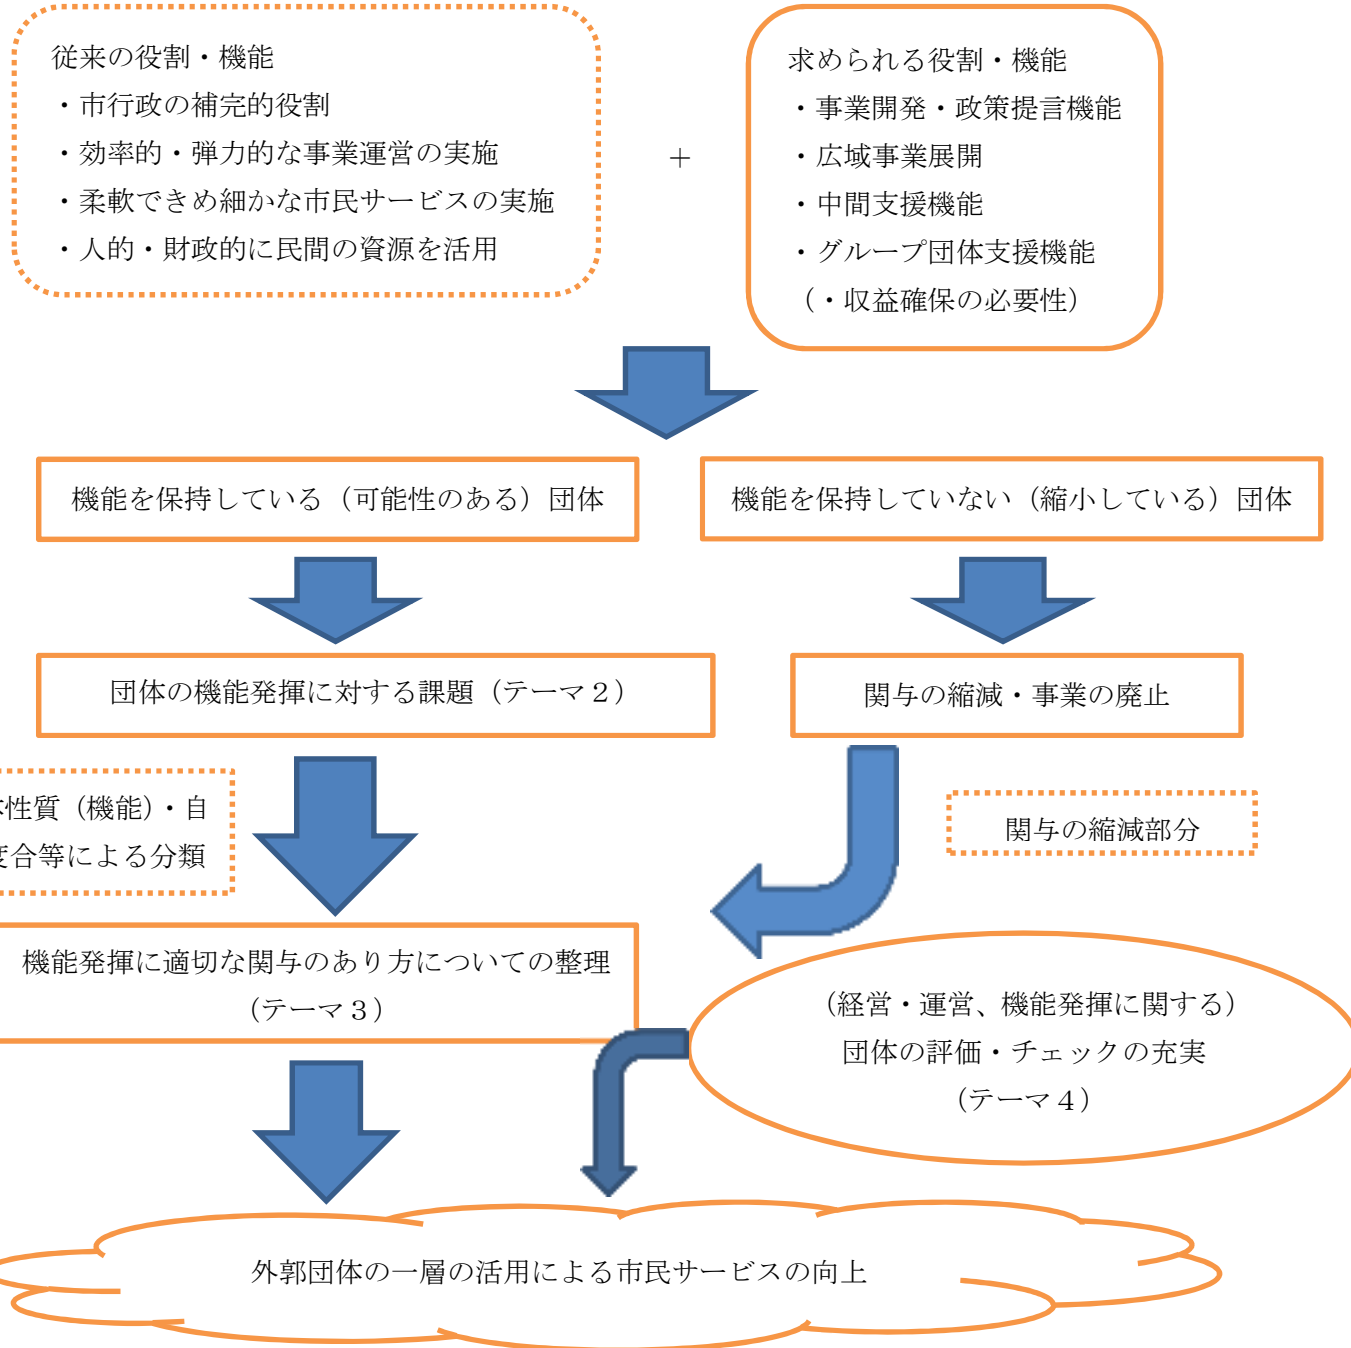 従来の役割・機能
・市行政の補完的役割
・効率的・弾力的な事業運営の実施
・柔軟できめ細かな市民サービスの実施
・人的・財政的に民間の資源を活用
＋
求められる役割・機能
・事業開発・政策提言機能
・広域事業展開
・中間支援機能
・グループ団体支援機能
（・収益確保の必要性）
機能を保持している（可能性のある）団体
機能を保持していない（縮小している）団体
団体の機能発揮に対する課題（テーマ２）
関与の縮減・事業の廃止
性質（機能）・自
度合等による分類
関与の縮減部分
機能発揮に適切な関与のあり方についての整理
（テーマ３）
（経営・運営、機能発揮に関する）
団体の評価・チェックの充実
（テーマ４）
外郭団体の一層の活用による市民サービスの向上